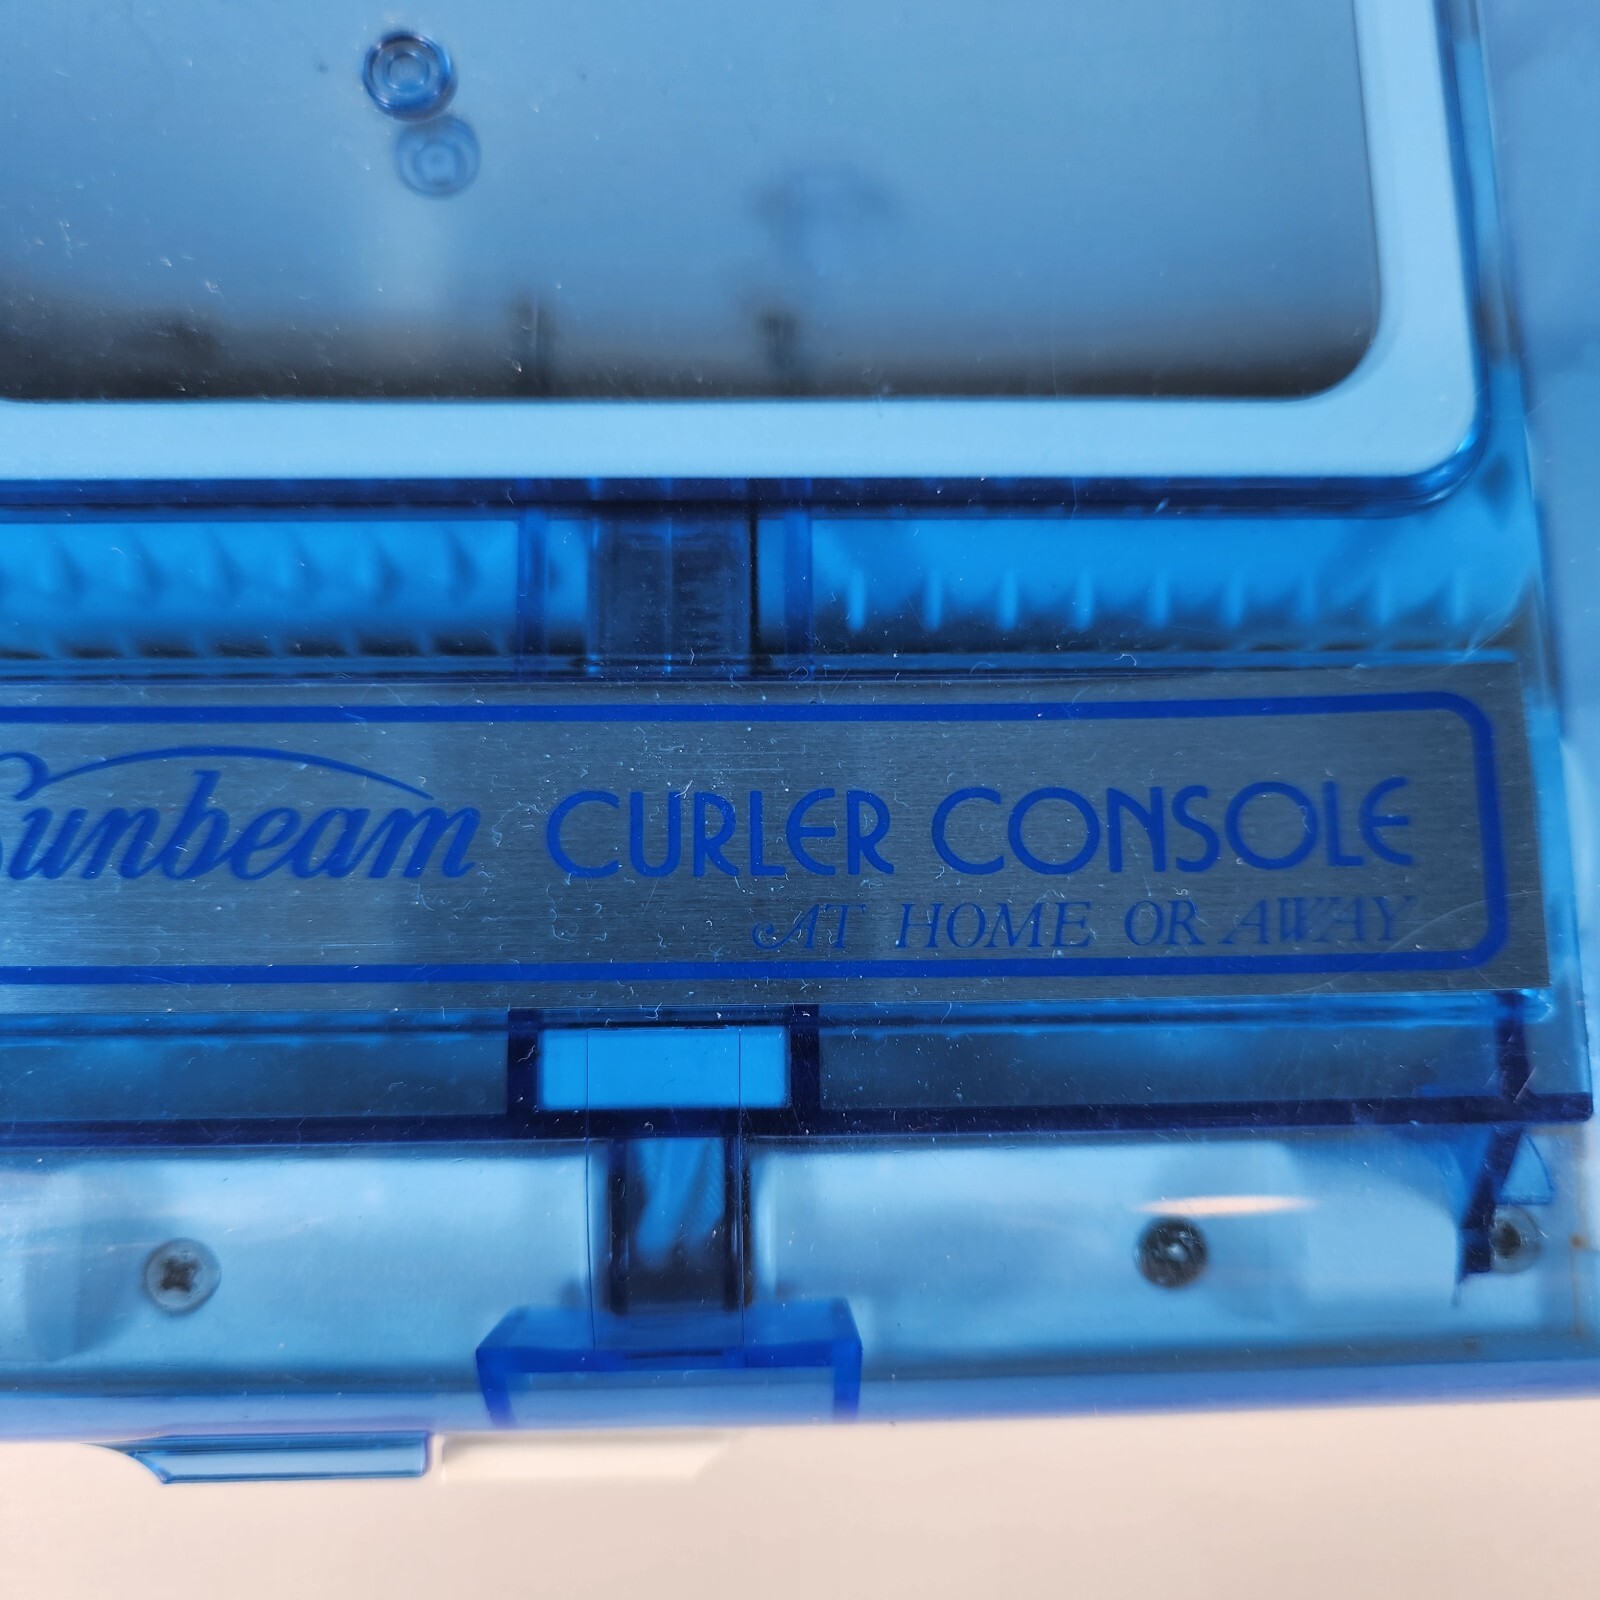 Sunbeam CURLER CONSOLE
AT HOME OR AWAY